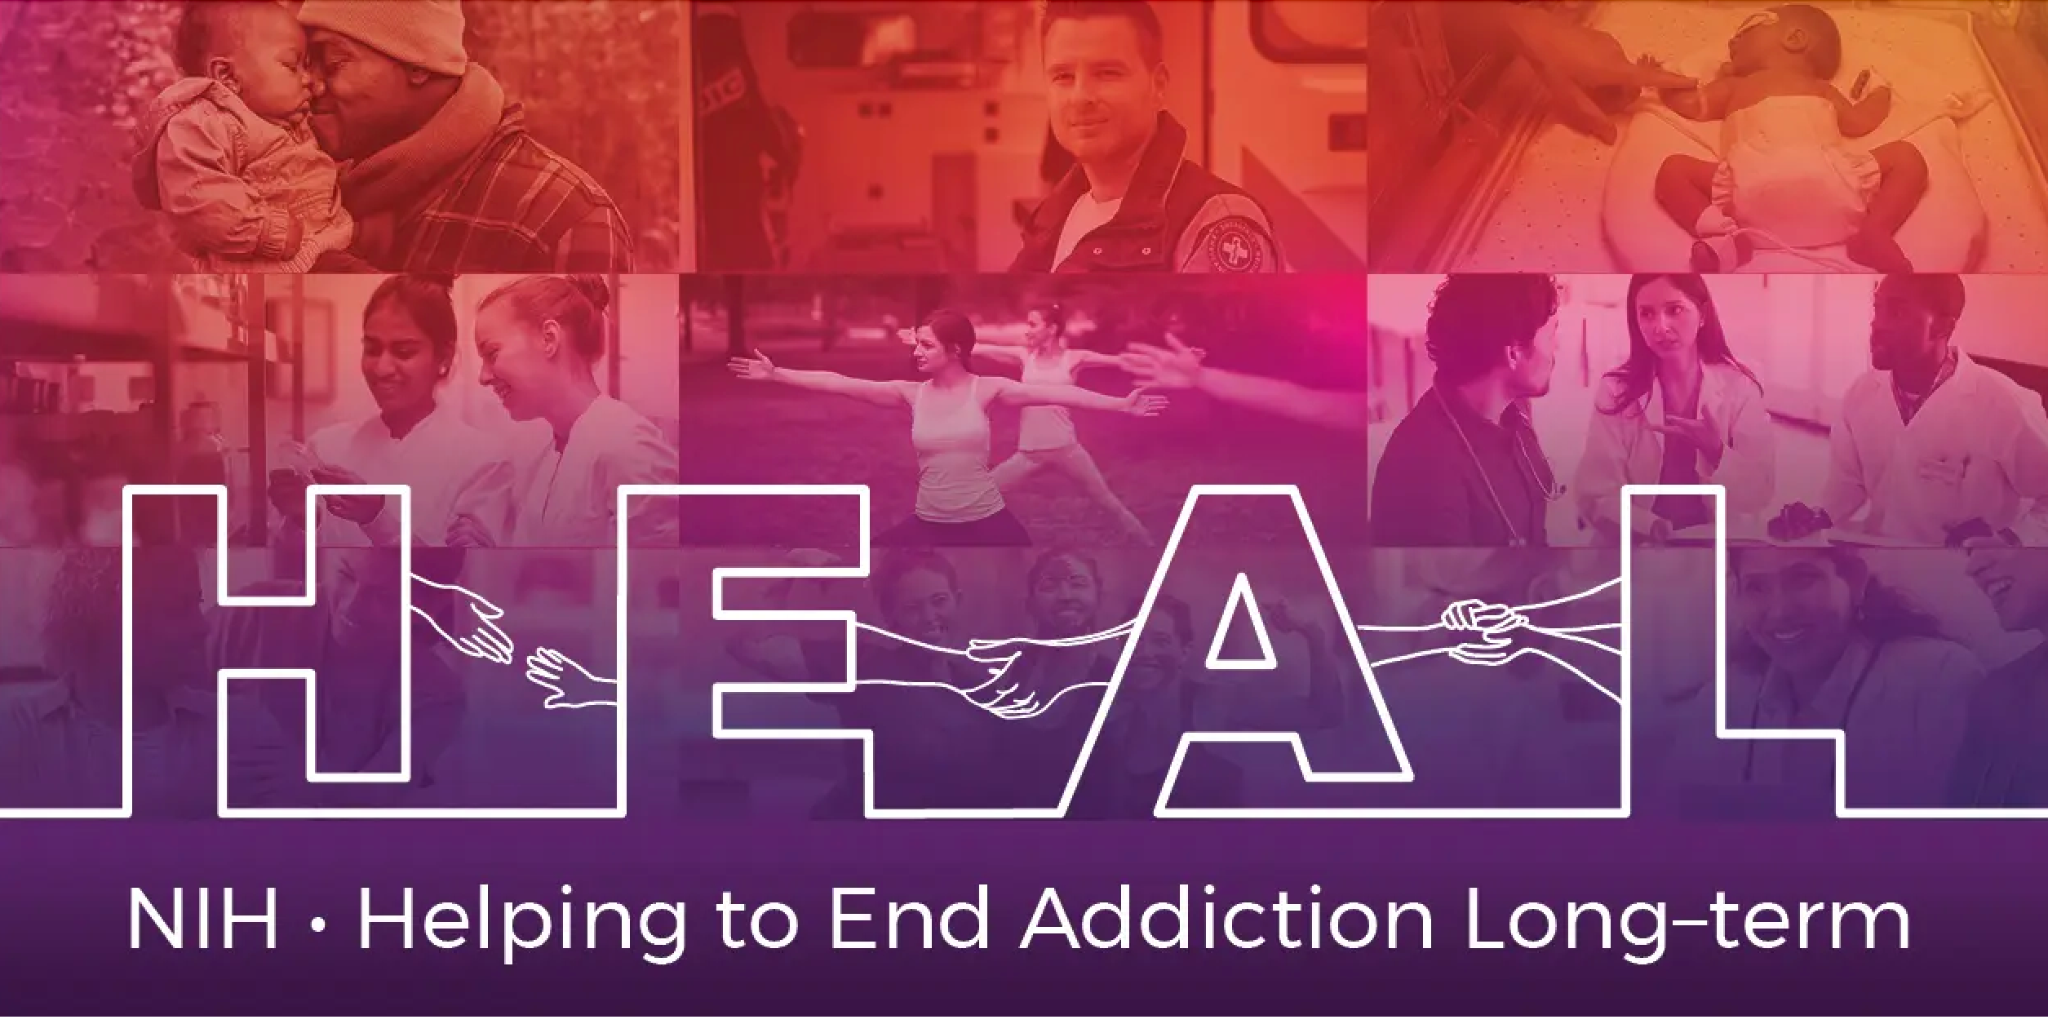 HEAL
NIH • Helping to End Addiction Long-term